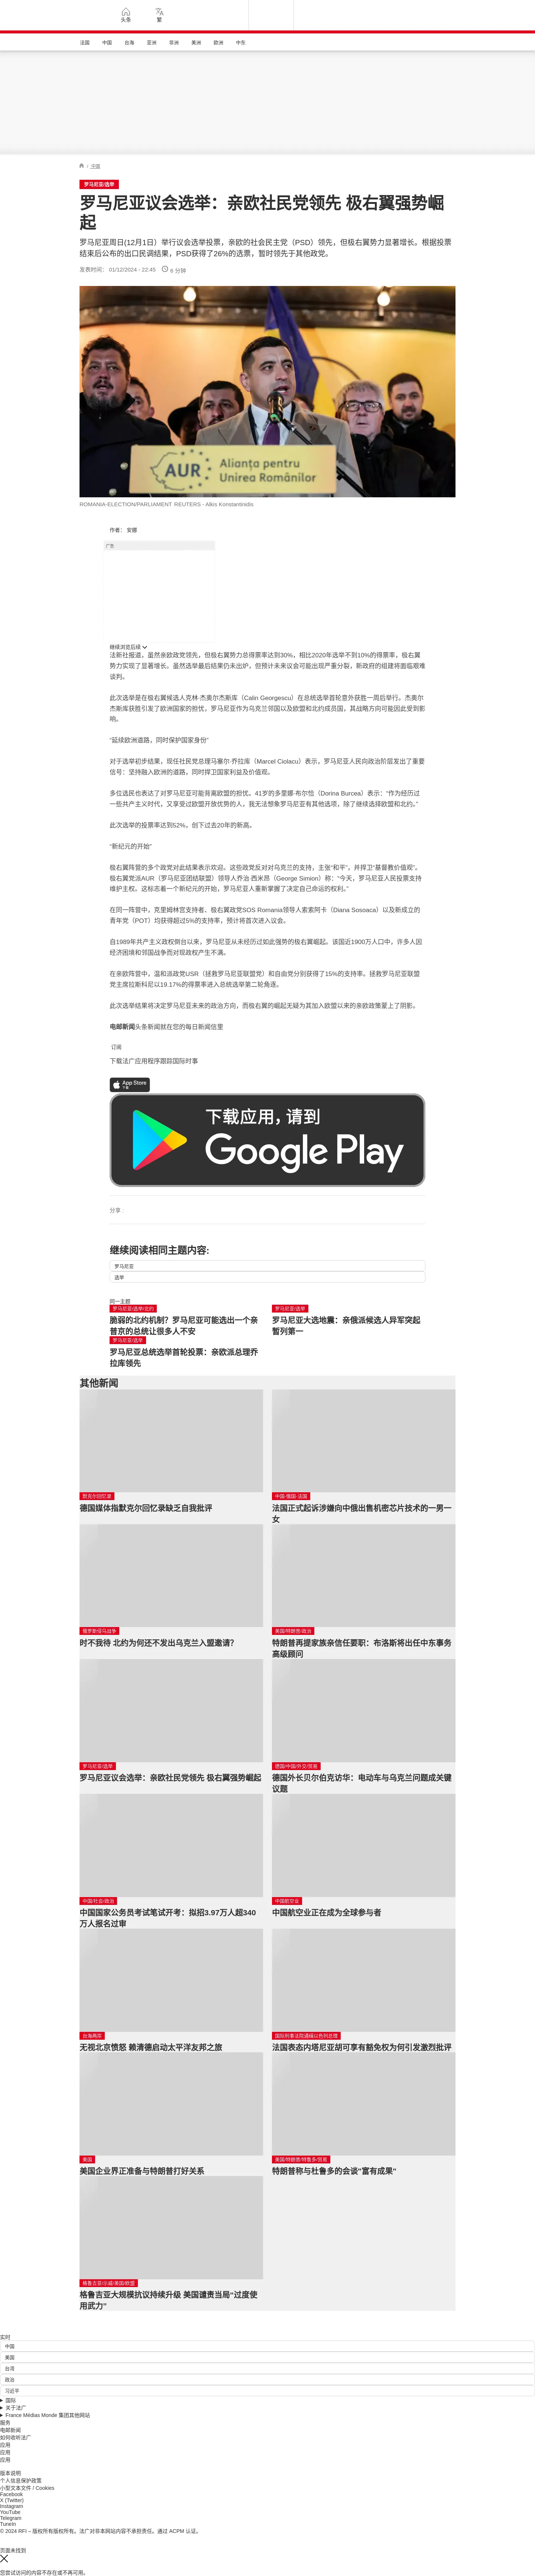 头条
繁
法国
中国
台海
亚洲
非洲
美洲
欧洲
中东
/ 中国
罗马尼亚/选举
罗马尼亚议会选举：亲欧社民党领先 极右翼强势崛
起
罗马尼亚周日(12月1日）举行议会选举投票，亲欧的社会民主党（PSD）领先，但极右翼势力显著增长。根据投票
结束后公布的出口民调结果，PSD获得了26%的选票，暂时领先于其他政党。
发表时间： 01/12/2024 - 22:45 6 分钟
AUR Alianța pentru
Unirea Românilor
ROMANIA-ELECTION/PARLIAMENT REUTERS - Alkis Konstantinidis
作者： 安娜
广告
继续浏览后续
法新社报道，虽然亲欧政党领先，但极右翼势力总得票率达到30%，相比2020年选举不到10%的得票率，极右翼
势力实现了显著增长。虽然选举最后结果仍未出炉，但预计未来议会可能出现严重分裂，新政府的组建将面临艰难
谈判。
此次选举是在极右翼候选人克林·杰奥尔杰斯库（Calin Georgescu）在总统选举首轮意外获胜一周后举行。杰奥尔
杰斯库获胜引发了欧洲国家的担忧，罗马尼亚作为乌克兰邻国以及欧盟和北约成员国，其战略方向可能因此受到影
响。
“延续欧洲道路，同时保护国家身份”
对于选举初步结果，现任社民党总理马塞尔·乔拉库（Marcel Ciolacu）表示，罗马尼亚人民向政治阶层发出了重要
信号：坚持融入欧洲的道路，同时捍卫国家利益及价值观。
多位选民也表达了对罗马尼亚可能背离欧盟的担忧。41岁的多里娜·布尔恰（Dorina Burcea）表示：“作为经历过
一些共产主义时代，又享受过欧盟开放优势的人，我无法想象罗马尼亚有其他选项，除了继续选择欧盟和北约。”
此次选举的投票率达到52%，创下过去20年的新高。
“新纪元的开始”
极右翼阵营的多个政党对此结果表示欢迎。这些政党反对对乌克兰的支持，主张“和平”，并捍卫“基督教价值观”。
极右翼党派AUR（罗马尼亚团结联盟）领导人乔治·西米昂（George Simion）称：“今天，罗马尼亚人民投票支持
维护主权。这标志着一个新纪元的开始，罗马尼亚人重新掌握了决定自己命运的权利。”
在同一阵营中，克里姆林宫支持者、极右翼政党SOS Romania领导人索索阿卡（Diana Sosoaca）以及新成立的
青年党（POT）均获得超过5%的支持率，预计将首次进入议会。
自1989年共产主义政权倒台以来，罗马尼亚从未经历过如此强势的极右翼崛起。该国近1900万人口中，许多人因
经济困境和邻国战争而对现政权产生不满。
在亲欧阵营中，温和派政党USR（拯救罗马尼亚联盟党）和自由党分别获得了15%的支持率。拯救罗马尼亚联盟
党主席拉斯科尼以19.17%的得票率进入总统选举第二轮角逐。
此次选举结果将决定罗马尼亚未来的政治方向，而极右翼的崛起无疑为其加入欧盟以来的亲欧政策蒙上了阴影。
电邮新闻头条新闻就在您的每日新闻信里
订阅
下载法广应用程序跟踪国际时事
App Store
下载
下载应用，请到
Google Play
分享 :
继续阅读相同主题内容:
罗马尼亚
选举
同一主题
罗马尼亚/选举/北约
脆弱的北约机制？罗马尼亚可能选出一个亲
普京的总统让很多人不安
罗马尼亚/选举
罗马尼亚大选地震：亲俄派候选人异军突起
暂列第一
罗马尼亚/选举
罗马尼亚总统选举首轮投票：亲欧派总理乔
拉库领先
其他新闻
默克尔回忆录
德国媒体指默克尔回忆录缺乏自我批评
中国-俄国-法国
法国正式起诉涉嫌向中俄出售机密芯片技术的一男一
女
俄罗斯侵乌战争
时不我待 北约为何还不发出乌克兰入盟邀请?
美国/特朗普/政治
特朗普再提家族亲信任要职：布洛斯将出任中东事务
高级顾问
罗马尼亚/选举
罗马尼亚议会选举：亲欧社民党领先 极右翼强势崛起
德国/中国/外交/贸易
德国外长贝尔伯克访华：电动车与乌克兰问题成关键
议题
中国/社会/政治
中国国家公务员考试笔试开考：拟招3.97万人超340
万人报名过审
中国航空业
中国航空业正在成为全球参与者
台海两岸
无视北京愤怒 赖清德启动太平洋友邦之旅
国际刑事法院通缉以色列总理
法国表态内塔尼亚胡可享有豁免权为何引发激烈批评
美国
美国企业界正准备与特朗普打好关系
美国/特朗普/特鲁多/贸易
特朗普称与杜鲁多的会谈"富有成果"
格鲁吉亚/示威/美国/欧盟
格鲁吉亚大规模抗议持续升级 美国谴责当局“过度使
用武力”
实时
中国
美国
台湾
政治
习近平
国际
关于法广
France Médias Monde 集团其他网站
服务
电邮新闻
如何收听法广
应用
应用
应用
版本说明
个人信息保护政策
小型文本文件 / Cookies
Facebook
X (Twitter)
Instagram
YouTube
Telegram
TuneIn
© 2024 RFI – 版权所有版权所有。法广对非本网站内容不承担责任。通过 ACPM 认证。
页面未找到
您尝试访问的内容不存在或不再可用。